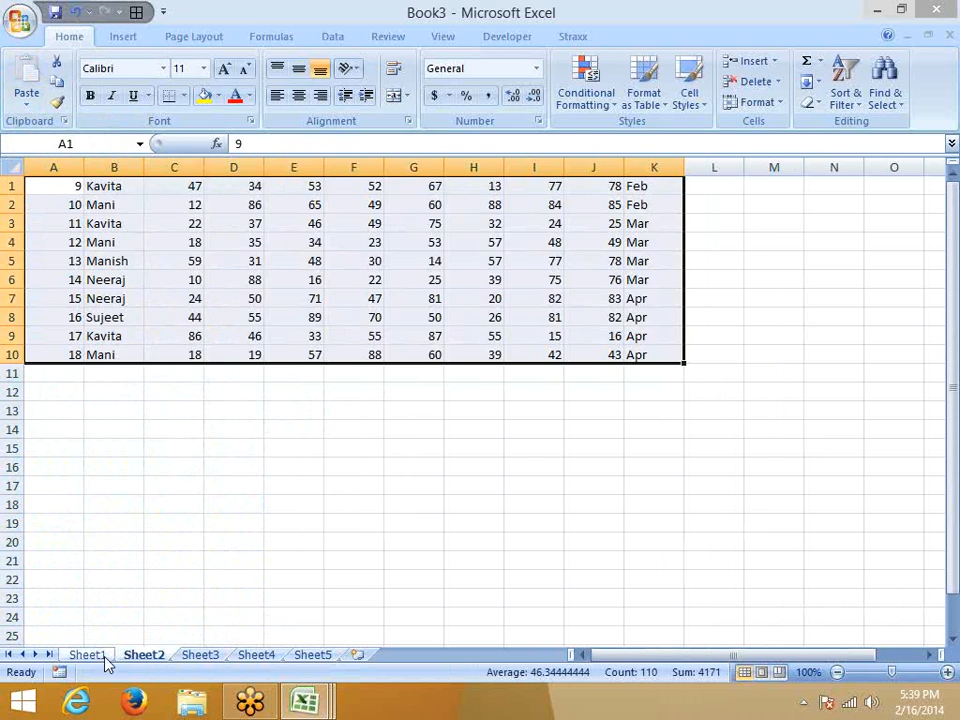 Book3 - Microsoft Excel
Home Insert Page Layout Formulas Data Review View Developer Straxx
Paste
Calibri 11
B I U
General
$ % ,
Conditional Formatting
Format as Table
Cell Styles
Insert
Delete
Format
Sort & Filter
Find & Select
Clipboard Font Alignment Number Styles Cells Editing
A1 fx 9
A B C D E F G H I J K L M N O
1 9 Kavita 47 34 53 52 67 13 77 78 Feb
2 10 Mani 12 86 65 49 60 88 84 85 Feb
3 11 Kavita 22 37 46 49 75 32 24 25 Mar
4 12 Mani 18 35 34 23 53 57 48 49 Mar
5 13 Manish 59 31 48 30 14 57 77 78 Mar
6 14 Neeraj 10 88 16 22 25 39 75 76 Mar
7 15 Neeraj 24 50 71 47 81 20 82 83 Apr
8 16 Sujeet 44 55 89 70 50 26 81 82 Apr
9 17 Kavita 86 46 33 55 87 55 15 16 Apr
10 18 Mani 18 19 57 88 60 39 42 43 Apr
11
12
13
14
15
16
17
18
19
20
21
22
23
24
25
Sheet1 Sheet2 Sheet3 Sheet4 Sheet5
Ready Average: 46.34444444 Count: 110 Sum: 4171 100%
5:39 PM
2/16/2014